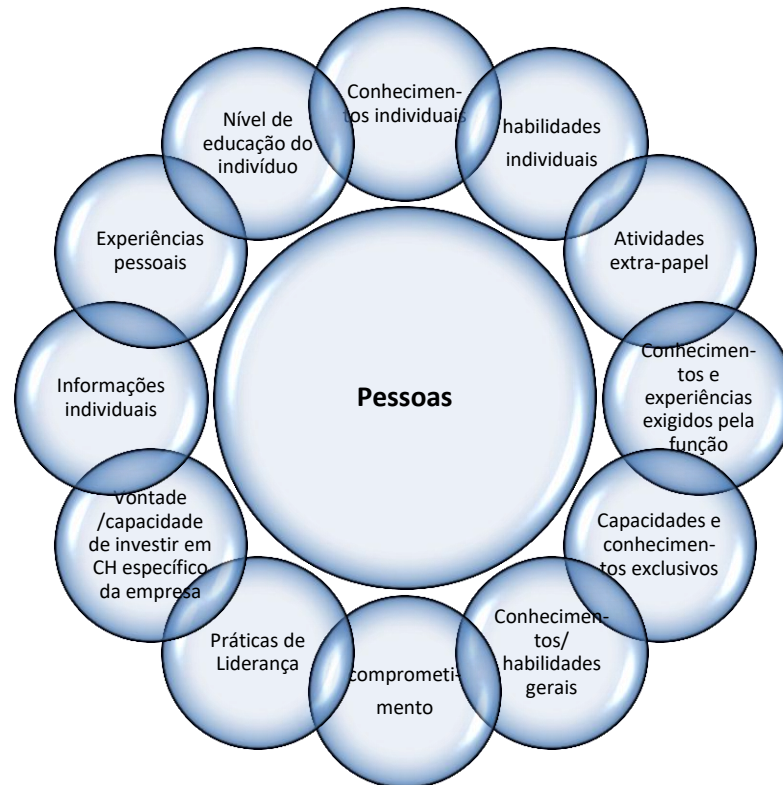 Conhecimen-
tos individuais
habilidades
individuais
Atividades
extra-papel
Conhecimen-
tos e
experiências
exigidos pela
função
Capacidades e
conhecimen-
tos exclusivos
Conhecimen-
tos/
habilidades
gerais
comprometi-
mento
Práticas de
Liderança
Vontade
/capacidade
de investir em
CH específico
da empresa
Informações
individuais
Experiências
pessoais
Nível de
educação do
indivíduo
Pessoas